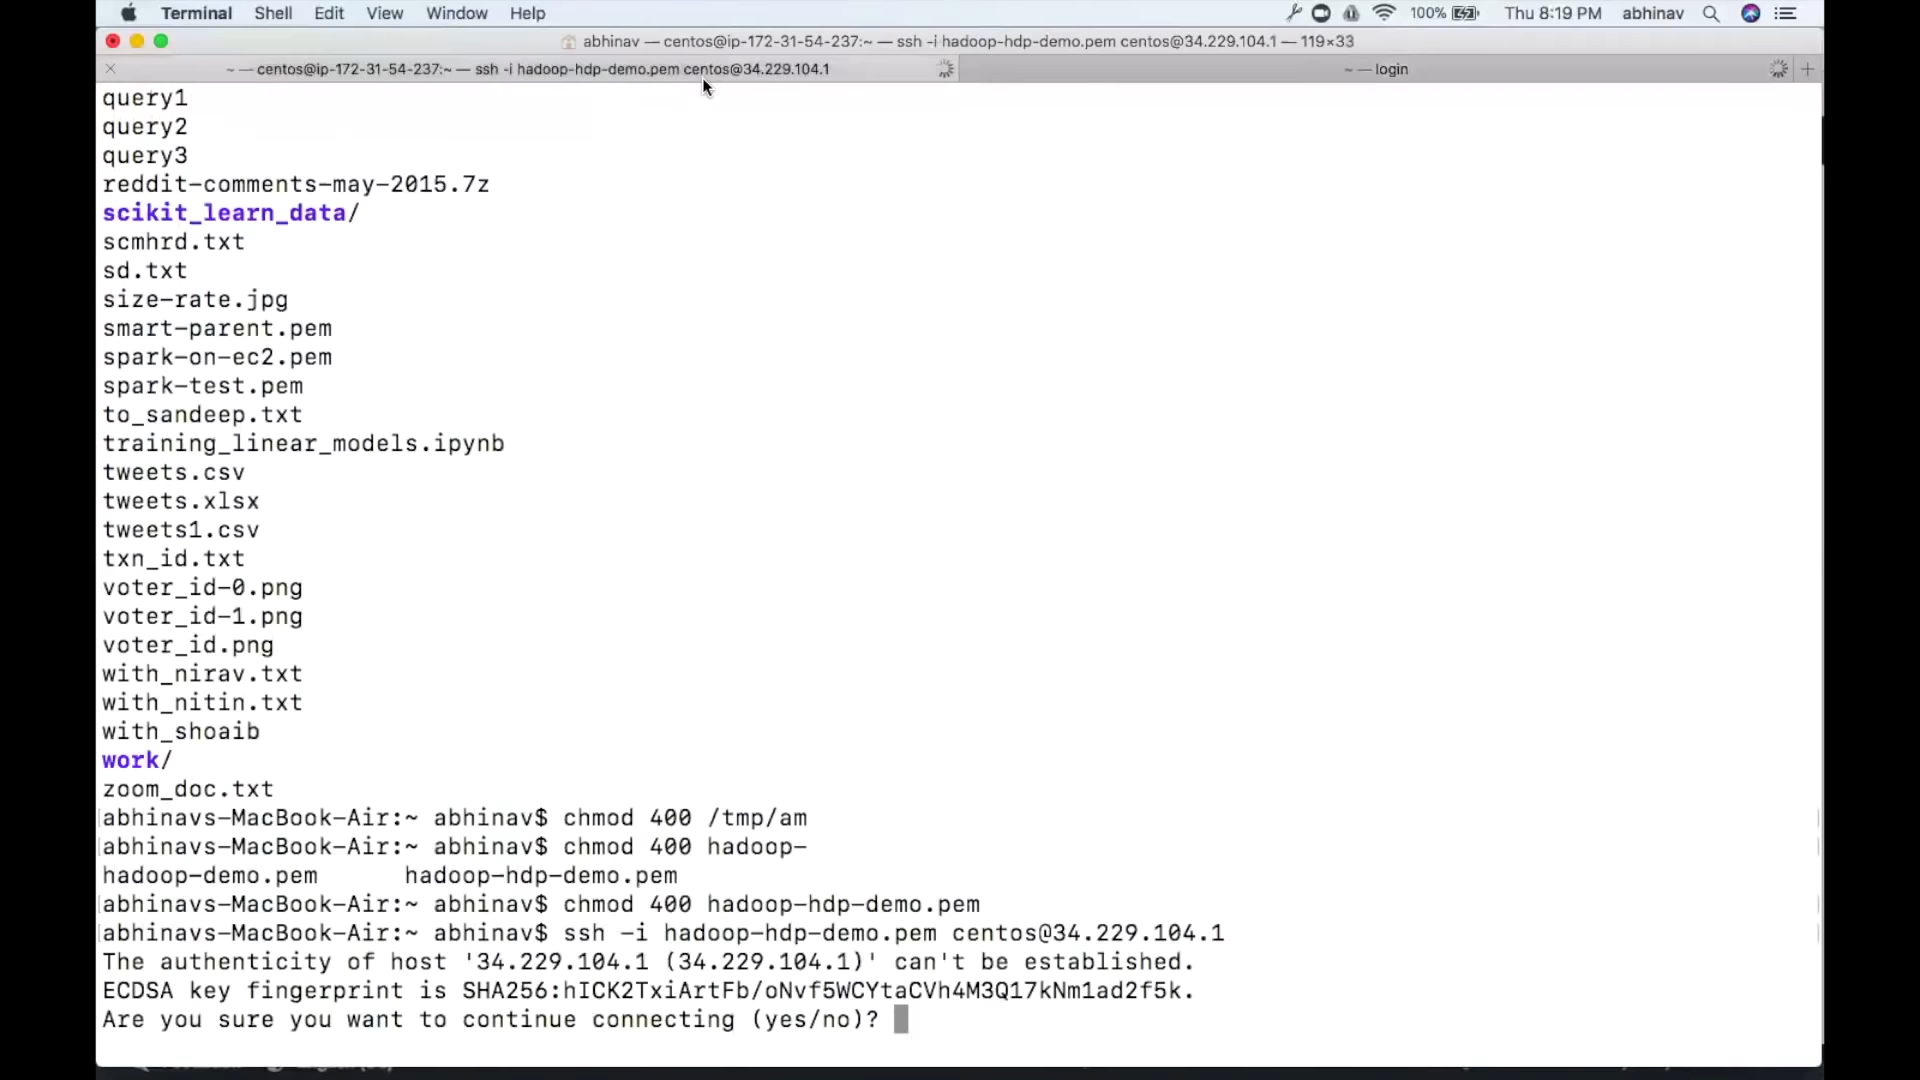 Terminal Shell Edit View Window Help 100% Thu 8:19 PM abhinav
abhinav — centos@ip-172-31-54-237:~ — ssh -i hadoop-hdp-demo.pem centos@34.229.104.1 — 119×33
~ — centos@ip-172-31-54-237:~ — ssh -i hadoop-hdp-demo.pem centos@34.229.104.1 ~ — login
query1
query2
query3
reddit-comments-may-2015.7z
scikit_learn_data/
scmhrd.txt
sd.txt
size-rate.jpg
smart-parent.pem
spark-on-ec2.pem
spark-test.pem
to_sandeep.txt
training_linear_models.ipynb
tweets.csv
tweets.xlsx
tweets1.csv
txn_id.txt
voter_id-0.png
voter_id-1.png
voter_id.png
with_nirav.txt
with_nitin.txt
with_shoaib
work/
zoom_doc.txt
abhinavs-MacBook-Air:~ abhinav$ chmod 400 /tmp/am
abhinavs-MacBook-Air:~ abhinav$ chmod 400 hadoop-
hadoop-demo.pem hadoop-hdp-demo.pem
abhinavs-MacBook-Air:~ abhinav$ chmod 400 hadoop-hdp-demo.pem
abhinavs-MacBook-Air:~ abhinav$ ssh -i hadoop-hdp-demo.pem centos@34.229.104.1
The authenticity of host '34.229.104.1 (34.229.104.1)' can't be established.
ECDSA key fingerprint is SHA256:hICK2TxiArtFb/oNvf5WCYtaCVh4M3Q17kNm1ad2f5k.
Are you sure you want to continue connecting (yes/no)?